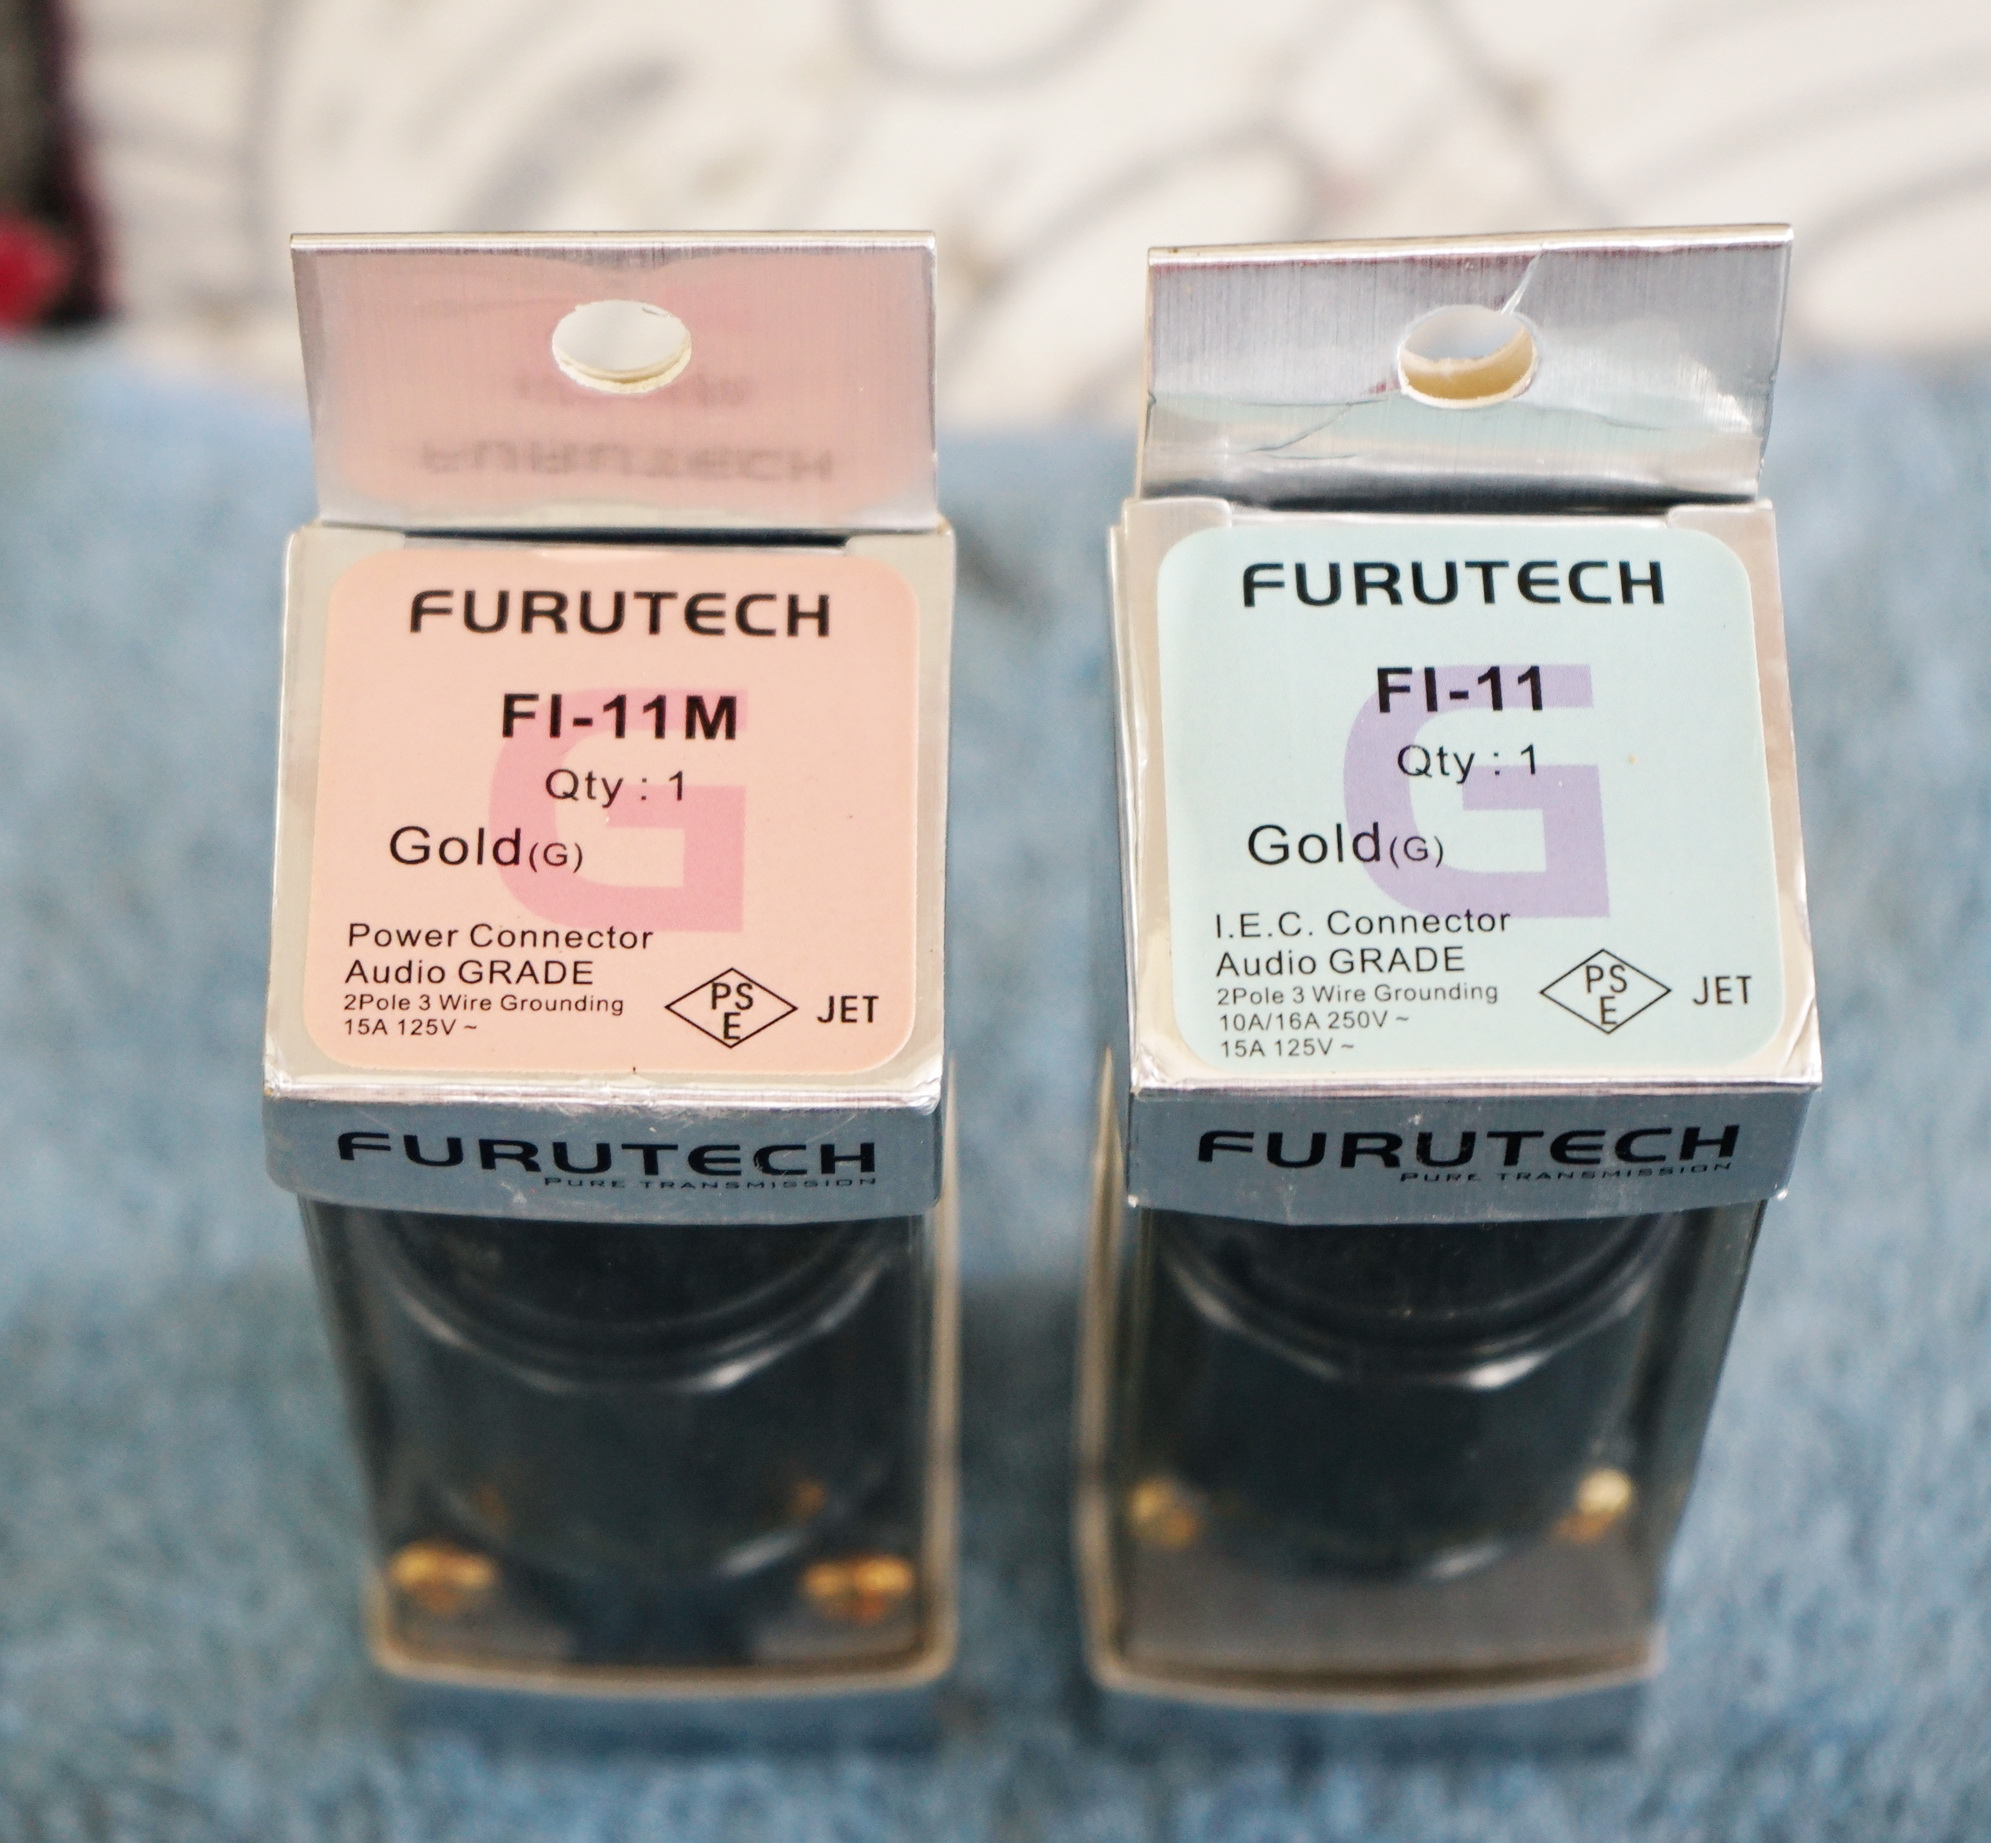 FURUTECH
FI-11M
Qty : 1
Gold(G)
Power Connector
Audio GRADE
2Pole 3 Wire Grounding
15A 125V ~
PS
E
JET
FURUTECH
PURE TRANSMISSION
FURUTECH
FI-11
Qty : 1
Gold(G)
I.E.C. Connector
Audio GRADE
2Pole 3 Wire Grounding
10A/16A 250V ~
15A 125V ~
PS
E
JET
FURUTECH
PURE TRANSMISSION